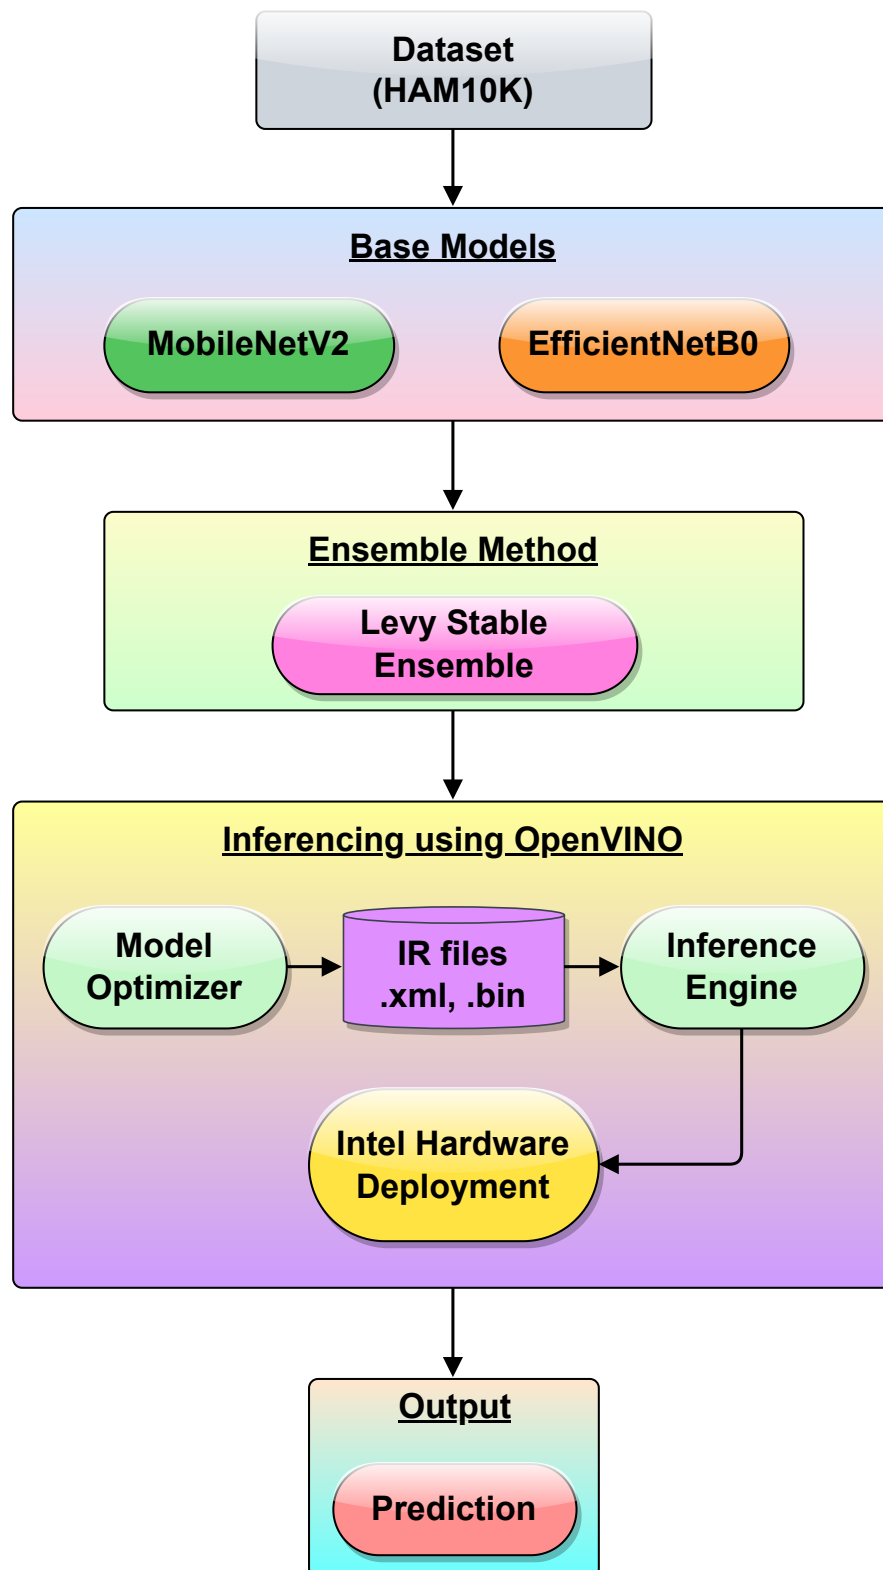 Dataset
(HAM10K)
Base Models
MobileNetV2
EfficientNetB0
Ensemble Method
Levy Stable
Ensemble
Inferencing using OpenVINO
Model
Optimizer
IR files
.xml, .bin
Inference
Engine
Intel Hardware
Deployment
Output
Prediction